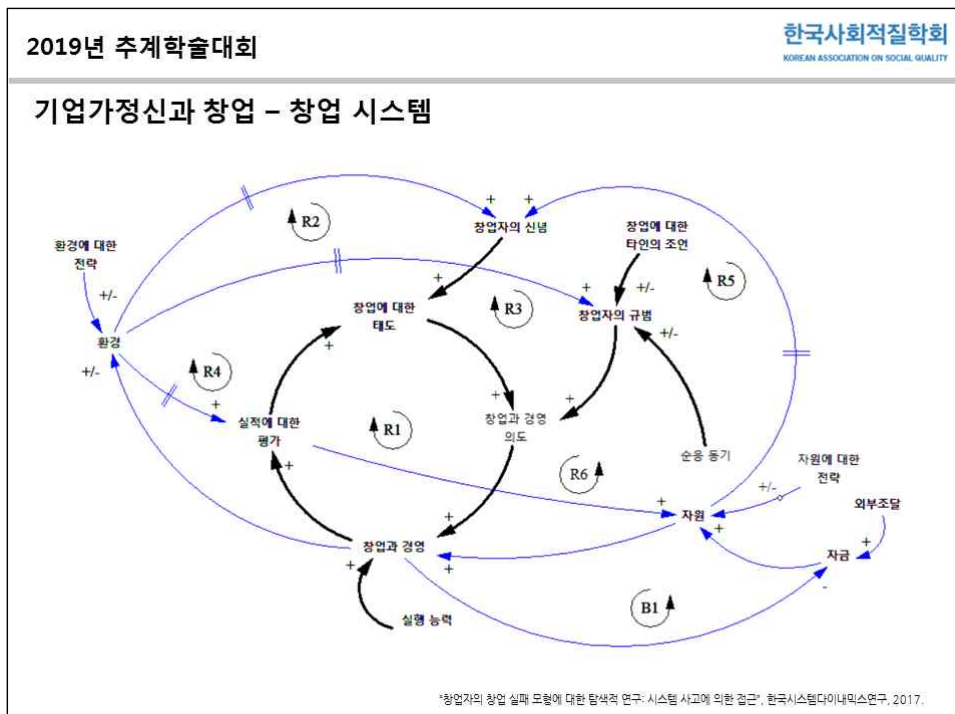 2019년 추계학술대회
한국사회적질학회
KOREAN ASSOCIATION ON SOCIAL QUALITY
기업가정신과 창업 – 창업 시스템
R2
+
+
창업자의 신념
창업에 대한
타인의 조언
환경에 대한
전략
R5
+/-
+
R3
+
+/-
창업에 대한
태도
창업자의 규범
+/-
환경
+/-
+
R4
+
+
+
실적에 대한
평가
R1
창업과 경영
의도
+
R6
순응 동기
자원에 대한
전략
+/-
+
외부조달
+
자원
+
창업과 경영
+
+
+
자금
-
B1
실행 능력
"창업자의 창업 실패 모형에 대한 탐색적 연구: 시스템 사고에 의한 접근", 한국시스템다이내믹스연구, 2017.